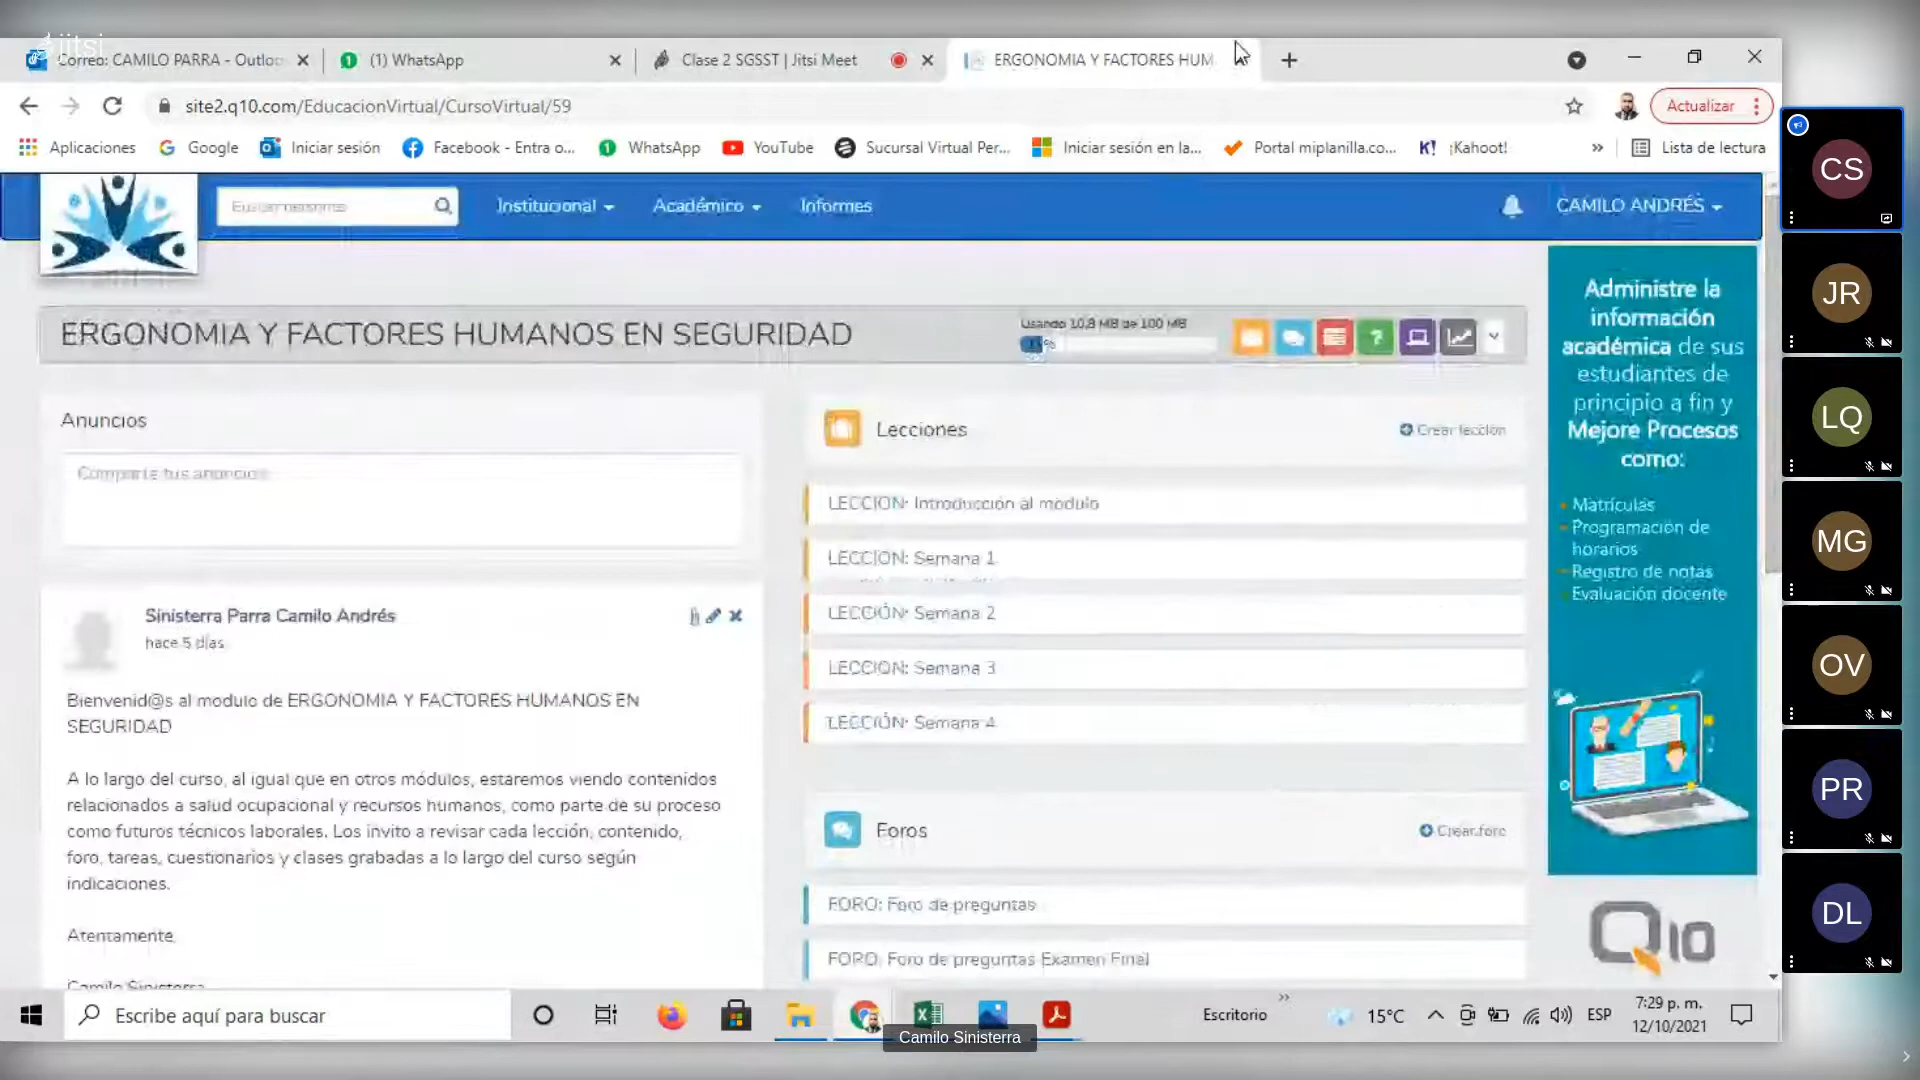 jitsi
Correo: CAMILO PARRA - Outloo
(1) WhatsApp
Clase 2 SGSST | Jitsi Meet
ERGONOMIA Y FACTORES HUM
site2.q10.com/EducacionVirtual/CursoVirtual/59
Actualizar
Aplicaciones
Google
Iniciar sesión
Facebook - Entra o...
WhatsApp
YouTube
Sucursal Virtual Per...
Iniciar sesión en la...
Portal miplanilla.co...
K!
¡Kahoot!
»
Lista de lectura
Buscar personas
Institucional
Académico
Informes
CAMILO ANDRÉS
ERGONOMIA Y FACTORES HUMANOS EN SEGURIDAD
Usando 10,8 MB de 100 MB
Anuncios
Comparte tus anuncios
Sinisterra Parra Camilo Andrés
hace 5 días
Bienvenid@s al modulo de ERGONOMIA Y FACTORES HUMANOS EN
SEGURIDAD
A lo largo del curso, al igual que en otros módulos, estaremos viendo contenidos
relacionados a salud ocupacional y recursos humanos, como parte de su proceso
como futuros técnicos laborales. Los invito a revisar cada lección, contenido,
foro, tareas, cuestionarios y clases grabadas a lo largo del curso según
indicaciones.
Atentamente
Camilo Sinisterra
Lecciones
Crear lección
LECCIÓN: Introducción al modulo
LECCIÓN: Semana 1
LECCIÓN: Semana 2
LECCIÓN: Semana 3
LECCIÓN: Semana 4
Foros
Crear foro
FORO: Foro de preguntas
FORO: Foro de preguntas Examen Final
Administre la
información
académica de sus
estudiantes de
principio a fin y
Mejore Procesos
como:
Matrículas
Programación de
horarios
Registro de notas
Evaluación docente
Q10
CS
JR
LQ
MG
OV
PR
DL
Escribe aquí para buscar
Escritorio
»
15°C
ESP
7:29 p. m.
12/10/2021
Camilo Sinisterra